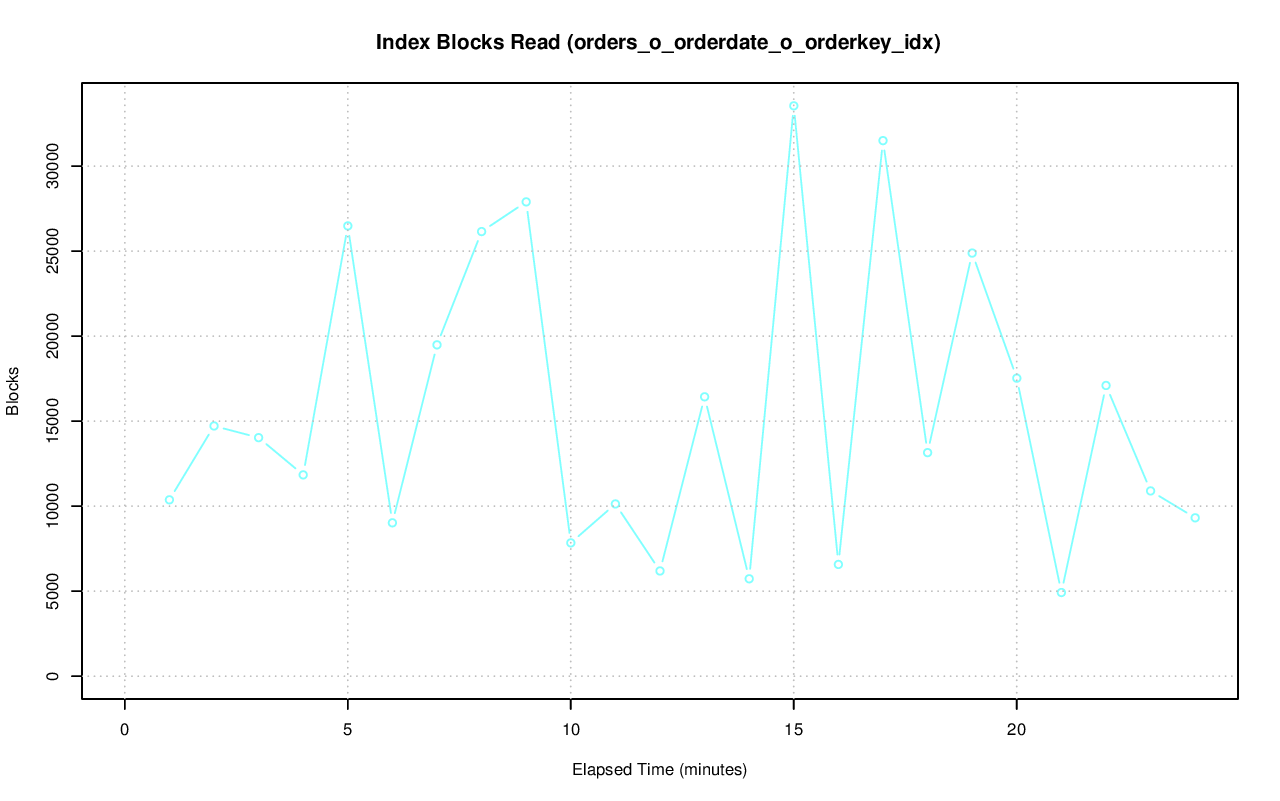 Index Blocks Read (orders_o_orderdate_o_orderkey_idx)
Blocks
30000
25000
20000
15000
10000
5000
0
0 5 10 15 20
Elapsed Time (minutes)